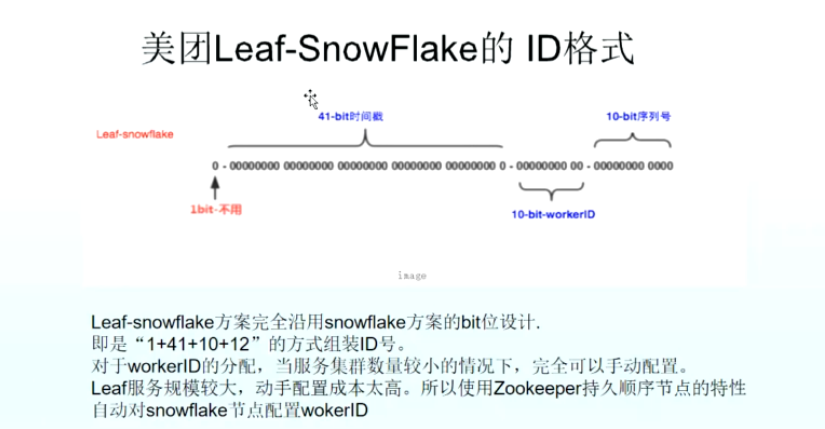 美团Leaf-SnowFlake的 ID格式
41-bit时间戳
10-bit序列号
Leaf-snowflake
0 - 00000000 00000000 00000000 00000000 00000000 0 - 00000000 00 - 00000000 0000
1bit-不用
10-bit-workerID
image
Leaf-snowflake方案完全沿用snowflake方案的bit位设计.
即是“1+41+10+12”的方式组装ID号。
对于workerID的分配，当服务集群数量较小的情况下，完全可以手动配置。
Leaf服务规模较大，动手配置成本太高。所以使用Zookeeper持久顺序节点的特性
自动对snowflake节点配置wokerID